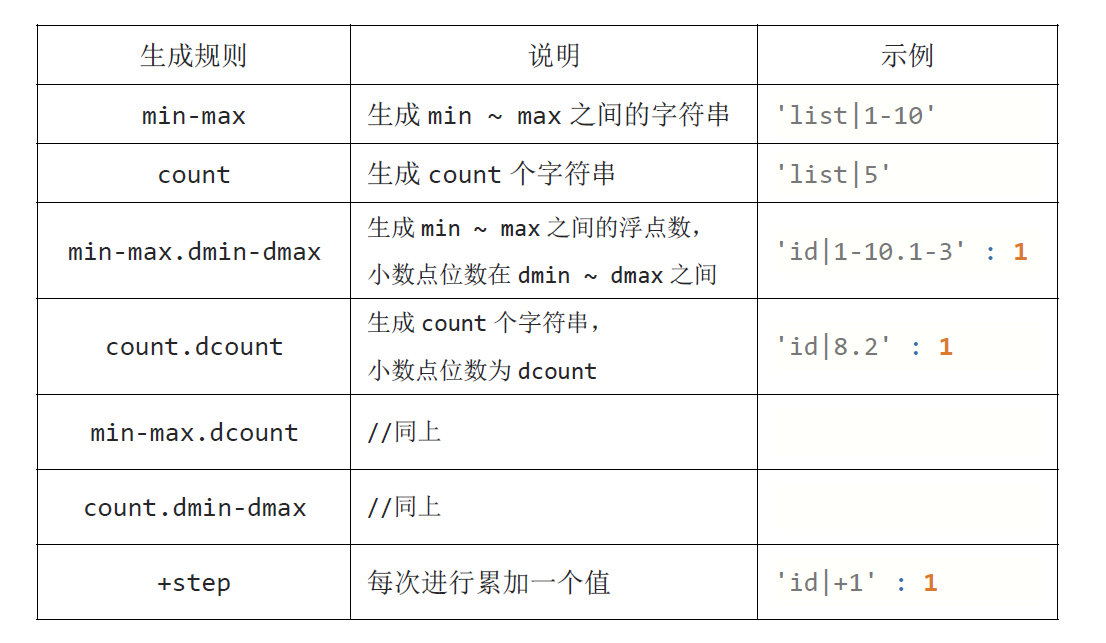 生成规则 说明 示例
min-max 生成 min ~ max 之间的字符串 'list|1-10'
count 生成 count 个字符串 'list|5'
min-max.dmin-dmax 生成 min ~ max 之间的浮点数, 'id|1-10.1-3' : 1
小数点位数在 dmin ~ dmax 之间
count.dcount 生成 count 个字符串, 'id|8.2' : 1
小数点位数为 dcount
min-max.dcount //同上
count.dmin-dmax //同上
+step 每次进行累加一个值 'id|+1' : 1